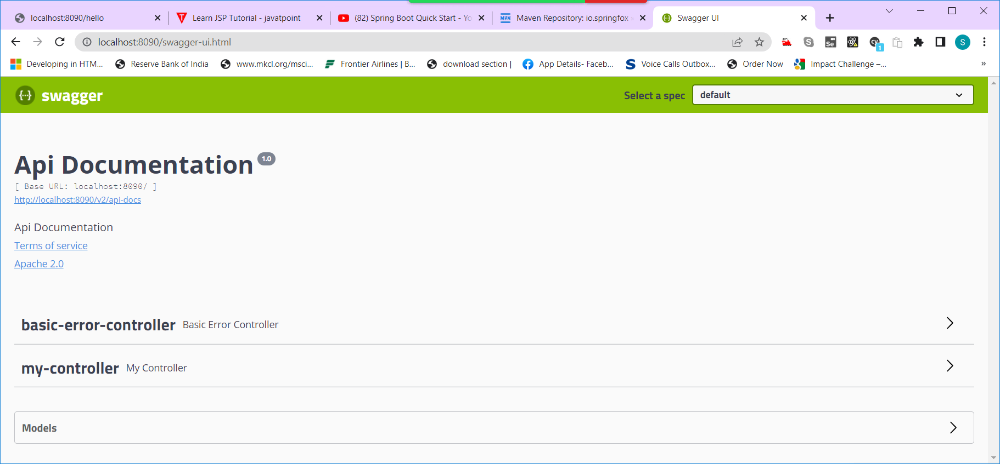 localhost:8090/hello
Learn JSP Tutorial - javatpoint
(82) Spring Boot Quick Start - Yo
MVN
Maven Repository: io.springfox »
Swagger UI
localhost:8090/swagger-ui.html
Se
cy
1
S
Developing in HTM...
Reserve Bank of India
www.mkcl.org/msci...
Frontier Airlines | B...
download section |
App Details- Faceb...
Voice Calls Outbox...
Order Now
Impact Challenge –...
»
{···} swagger
Select a spec
default
Api Documentation 1.0
[ Base URL: localhost:8090/ ]
http://localhost:8090/v2/api-docs
Api Documentation
Terms of service
Apache 2.0
basic-error-controller Basic Error Controller
my-controller My Controller
Models